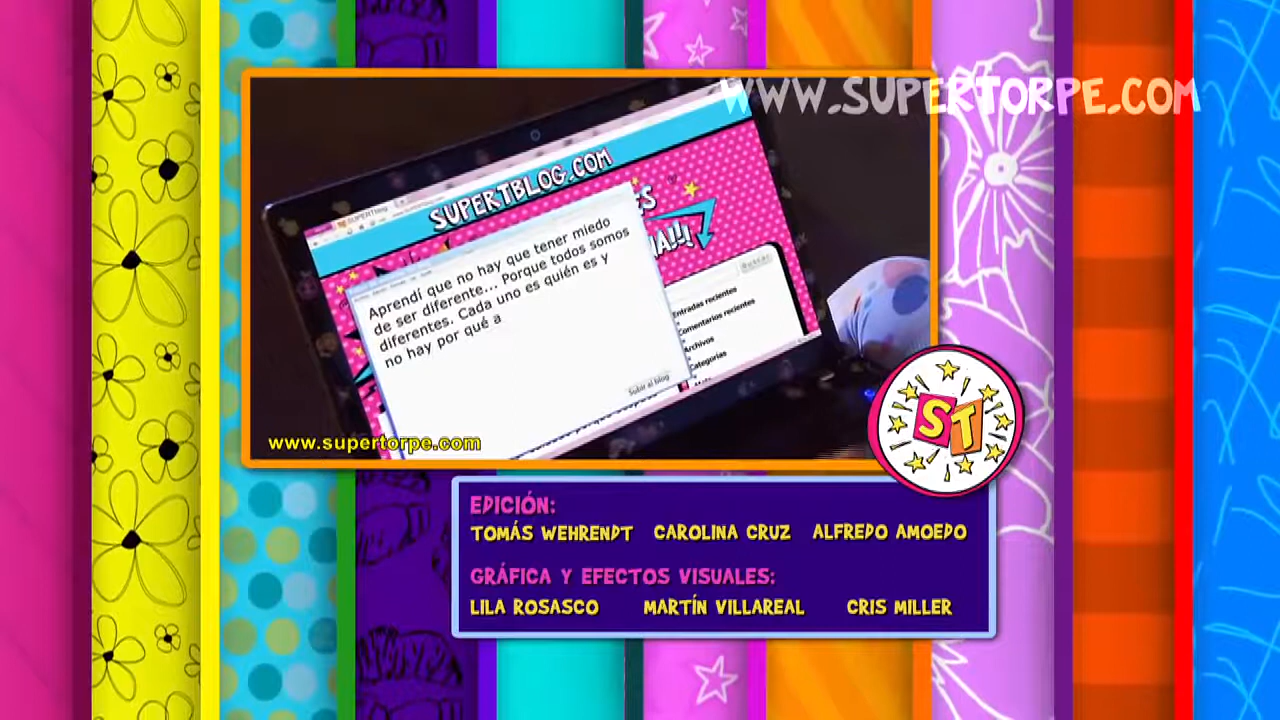 WWW.SUPERTORPE.COM
SUPERTBLOG.COM
Aprendí que no hay que tener miedo
de ser diferente... Porque todos somos
diferentes. Cada uno es quién es y
no hay por qué a
Subir al blog
Entradas recientes
Comentarios recientes
Archivos
Categorias
www.supertorpe.com
ST
EDICIÓN:
TOMÁS WEHRENDT CAROLINA CRUZ ALFREDO AMOEDO
GRÁFICA Y EFECTOS VISUALES:
LILA ROSASCO MARTÍN VILLAREAL CRIS MILLER